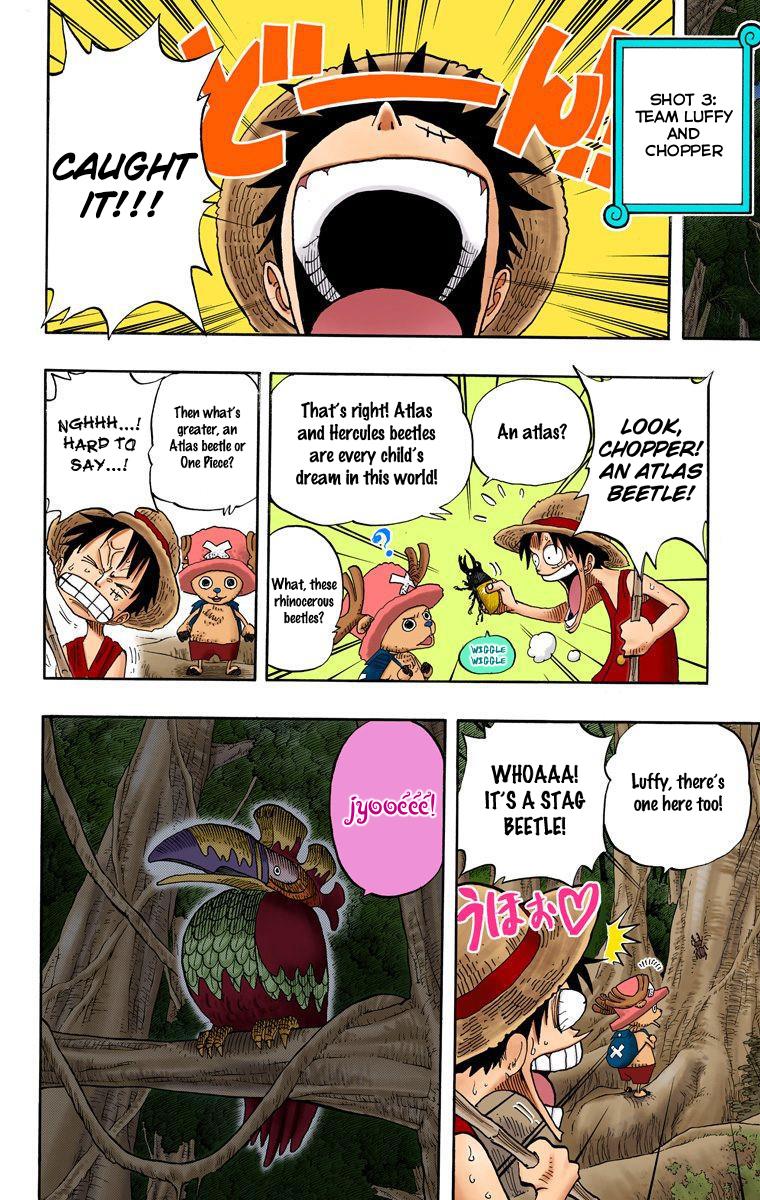 SHOT 3:
TEAM LUFFY
AND
CHOPPER
どーん!!
CAUGHT
IT!!!
LOOK,
CHOPPER!
AN ATLAS
BEETLE!
An atlas?
That's right! Atlas
and Hercules beetles
are every child's
dream in this world!
?
What, these
rhinocerous
beetles?
WIGGLE
WIGGLE
Then what's
greater, an
Atlas beetle or
One Piece?
NGHHH...!
HARD TO
SAY...!
Luffy, there's
one here too!
WHOAAA!
IT'S A STAG
BEETLE!
うほぉ♡
jyooééé!